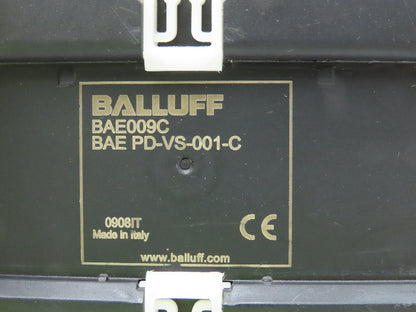 BALLUFF
BAE009C
BAE PD-VS-001-C
0908IT
Made in Italy
CE
www.balluff.com